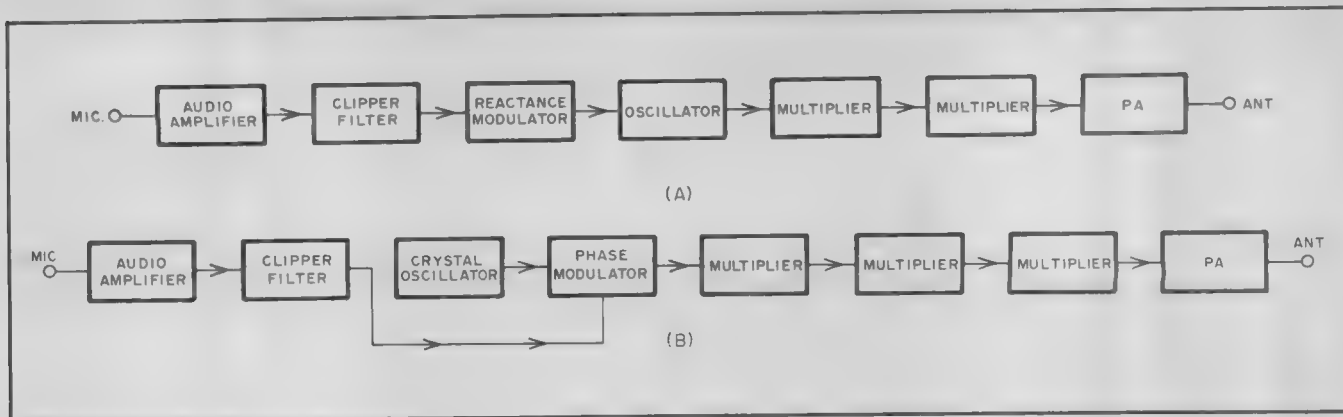 MIC.
AUDIO
AMPLIFIER
CLIPPER
FILTER
REACTANCE
MODULATOR
OSCILLATOR
MULTIPLIER
MULTIPLIER
PA
ANT
(A)
MIC
AUDIO
AMPLIFIER
CLIPPER
FILTER
CRYSTAL
OSCILLATOR
PHASE
MODULATOR
MULTIPLIER
MULTIPLIER
MULTIPLIER
PA
ANT
(B)